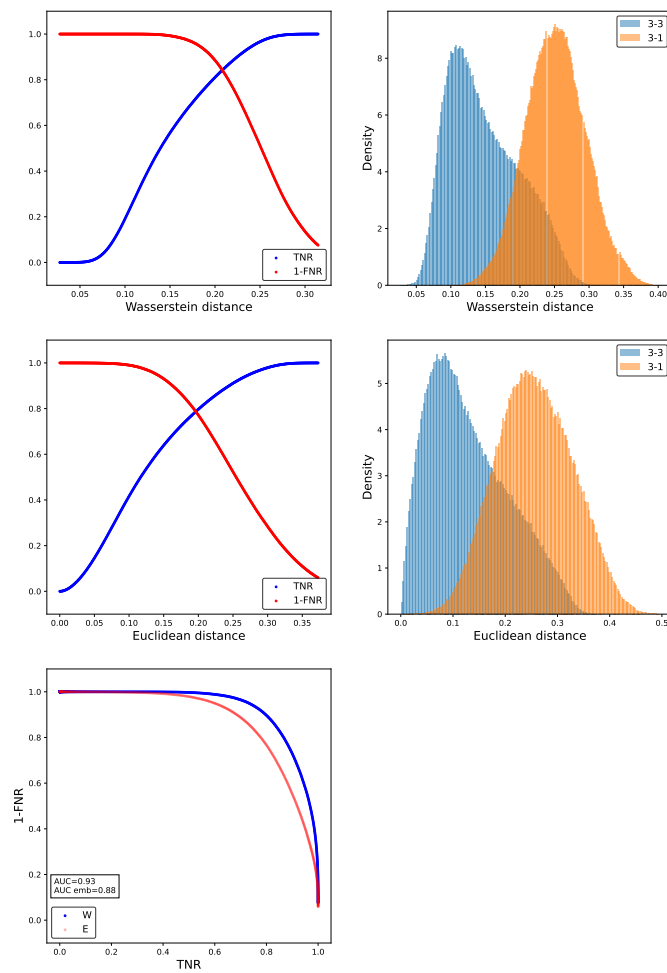 1.0
0.8
0.6
0.4
0.2
0.0
TNR
1-FNR
0.05 0.10 0.15 0.20 0.25 0.30
Wasserstein distance
Density
8
6
4
2
0
3-3
3-1
0.05 0.10 0.15 0.20 0.25 0.30 0.35 0.40
Wasserstein distance
1.0
0.8
0.6
0.4
0.2
0.0
TNR
1-FNR
0.00 0.05 0.10 0.15 0.20 0.25 0.30 0.35
Euclidean distance
Density
5
4
3
2
1
0
3-3
3-1
0.0 0.1 0.2 0.3 0.4 0.5
Euclidean distance
1-FNR
1.0
0.8
0.6
0.4
0.2
0.0
AUC=0.93
AUC emb=0.88
W
E
0.0 0.2 0.4 0.6 0.8 1.0
TNR